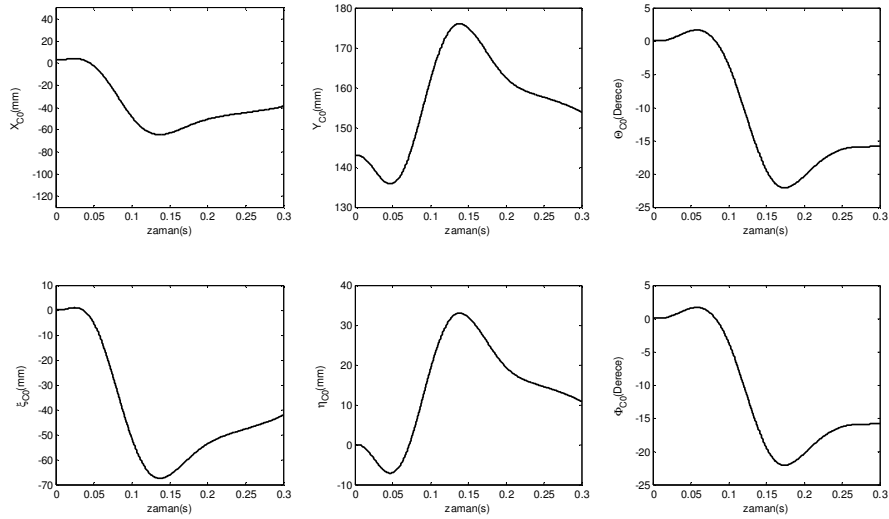 40
20
0
-20
-40
-60
-80
-100
-120
X_C0(mm)
0 0.05 0.1 0.15 0.2 0.25 0.3
zaman(s)
180
170
160
150
140
130
Y_C0(mm)
0 0.05 0.1 0.15 0.2 0.25 0.3
zaman(s)
5
0
-5
-10
-15
-20
-25
Θ_C0(Derece)
0 0.05 0.1 0.15 0.2 0.25 0.3
zaman(s)
10
0
-10
-20
-30
-40
-50
-60
-70
ξ_C0(mm)
0 0.05 0.1 0.15 0.2 0.25 0.3
zaman(s)
40
30
20
10
0
-10
η_C0(mm)
0 0.05 0.1 0.15 0.2 0.25 0.3
zaman(s)
5
0
-5
-10
-15
-20
-25
Φ_C0(Derece)
0 0.05 0.1 0.15 0.2 0.25 0.3
zaman(s)